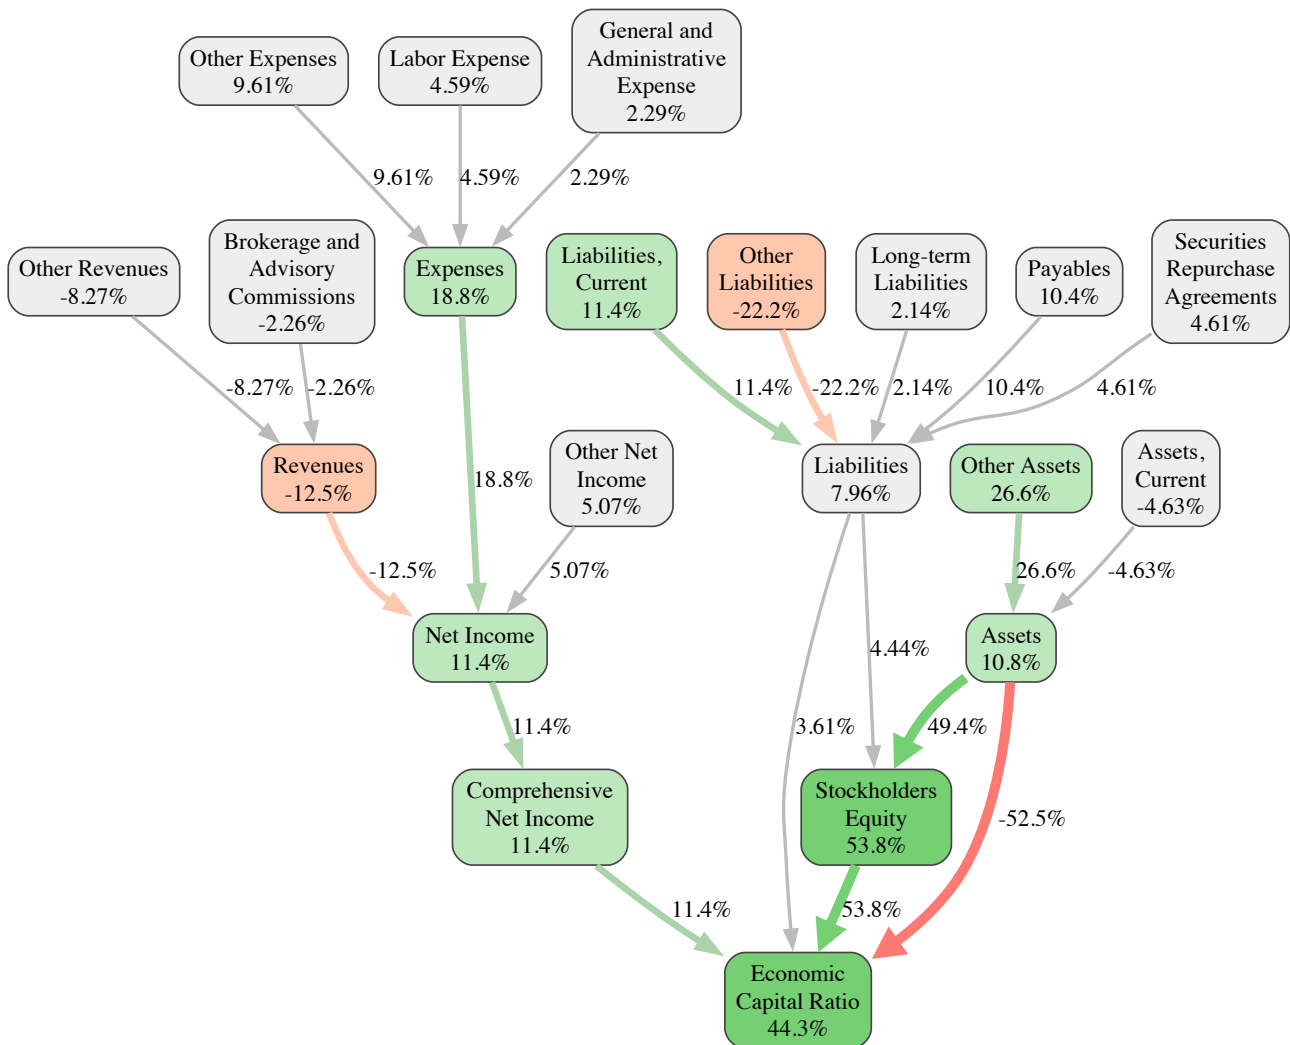 Other Expenses
9.61%
Labor Expense
4.59%
General and
Administrative
Expense
2.29%
9.61%
4.59%
2.29%
Other Revenues
-8.27%
Brokerage and
Advisory
Commissions
-2.26%
Expenses
18.8%
Liabilities,
Current
11.4%
Other
Liabilities
-22.2%
Long-term
Liabilities
2.14%
Payables
10.4%
Securities
Repurchase
Agreements
4.61%
-8.27%
-2.26%
11.4%
-22.2%
2.14%
10.4%
4.61%
Revenues
-12.5%
18.8%
Other Net
Income
5.07%
Liabilities
7.96%
Other Assets
26.6%
Assets,
Current
-4.63%
-12.5%
5.07%
26.6%
-4.63%
Net Income
11.4%
4.44%
Assets
10.8%
11.4%
3.61%
49.4%
Comprehensive
Net Income
11.4%
Stockholders
Equity
53.8%
-52.5%
11.4%
53.8%
Economic
Capital Ratio
44.3%